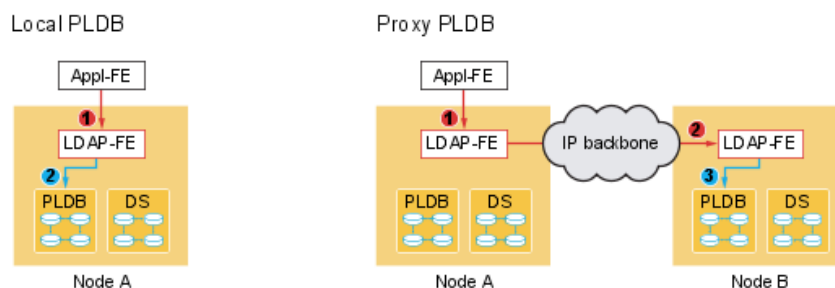 Local PLDB
Appl-FE
1
LDAP-FE
2
PLDB DS
Node A
Proxy PLDB
Appl-FE
1
LDAP-FE
IP backbone
2
LDAP-FE
3
PLDB DS
PLDB DS
Node A
Node B